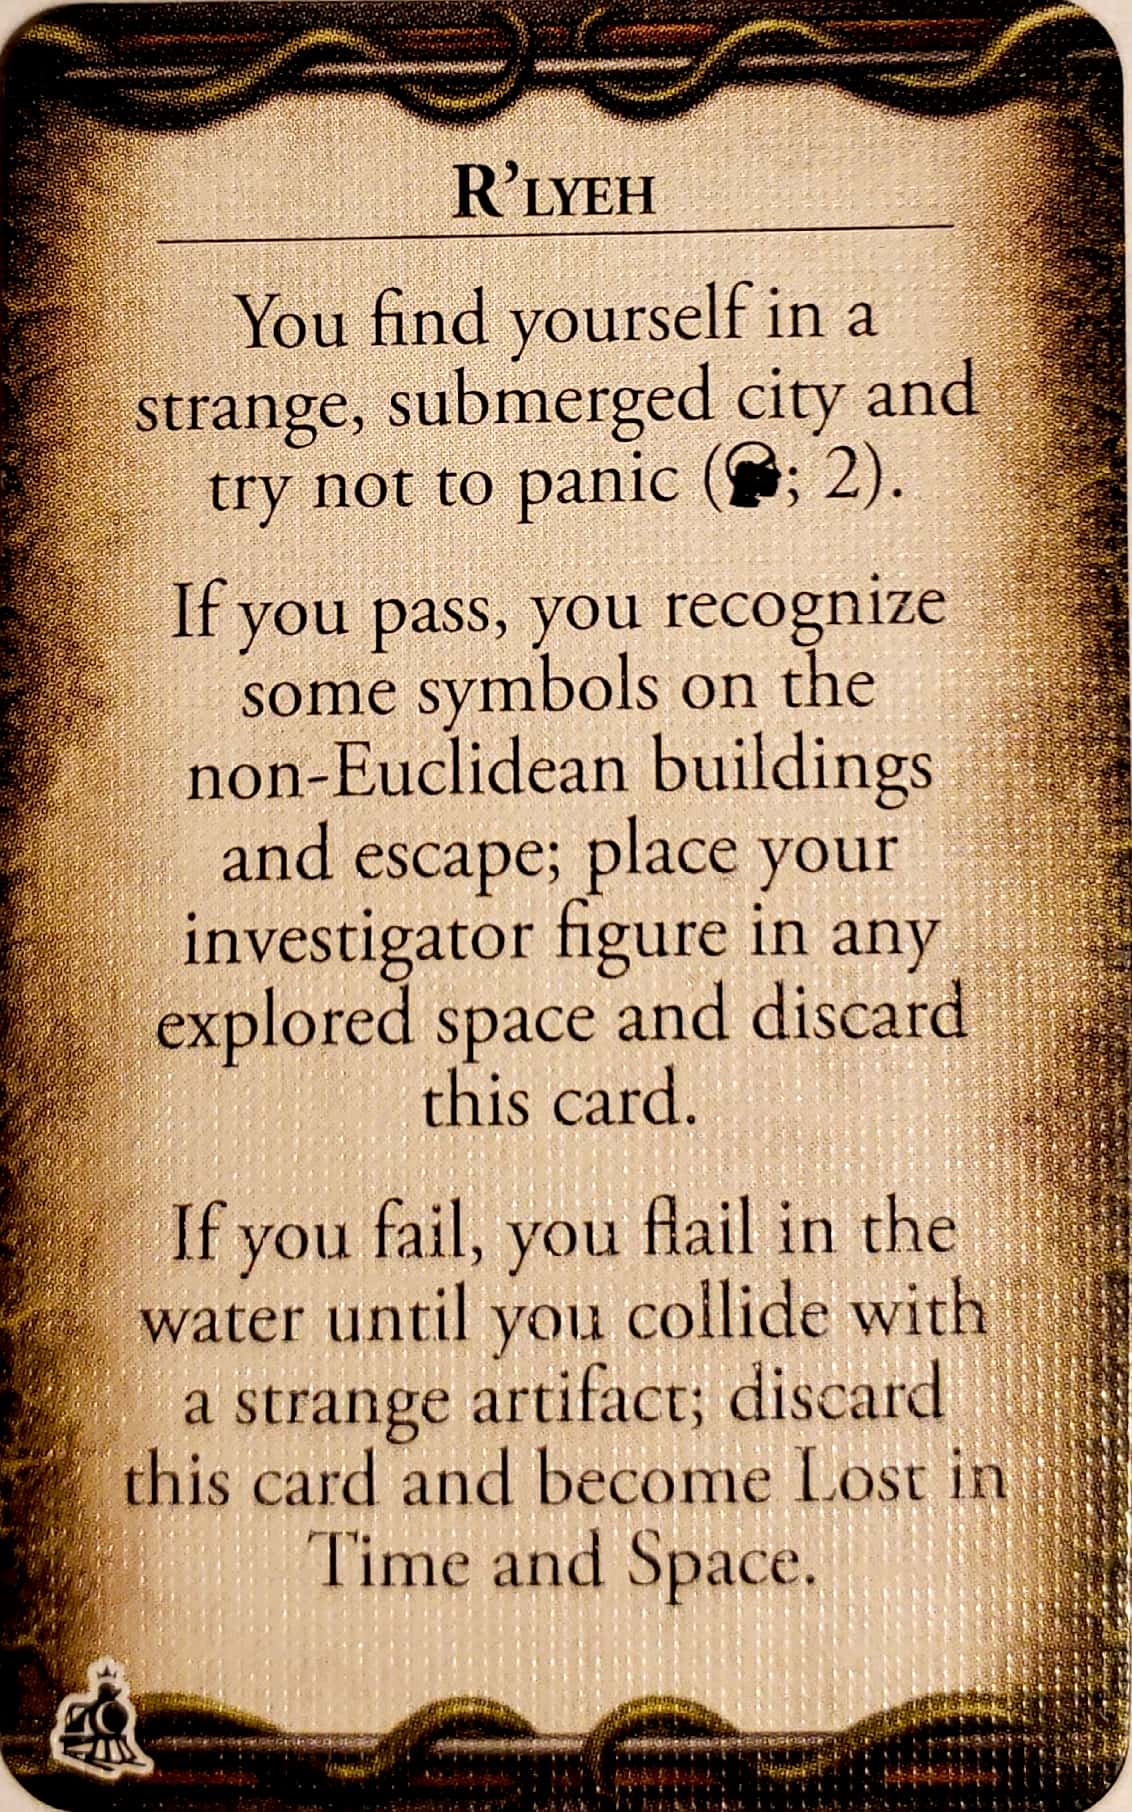 R'LYEH
You find yourself in a
strange, submerged city and
try not to panic (; 2).
If you pass, you recognize
some symbols on the
non-Euclidean buildings
and escape; place your
investigator figure in any
explored space and discard
this card.
If you fail, you flail in the
water until you collide with
a strange artifact; discard
this card and become Lost in
Time and Space.